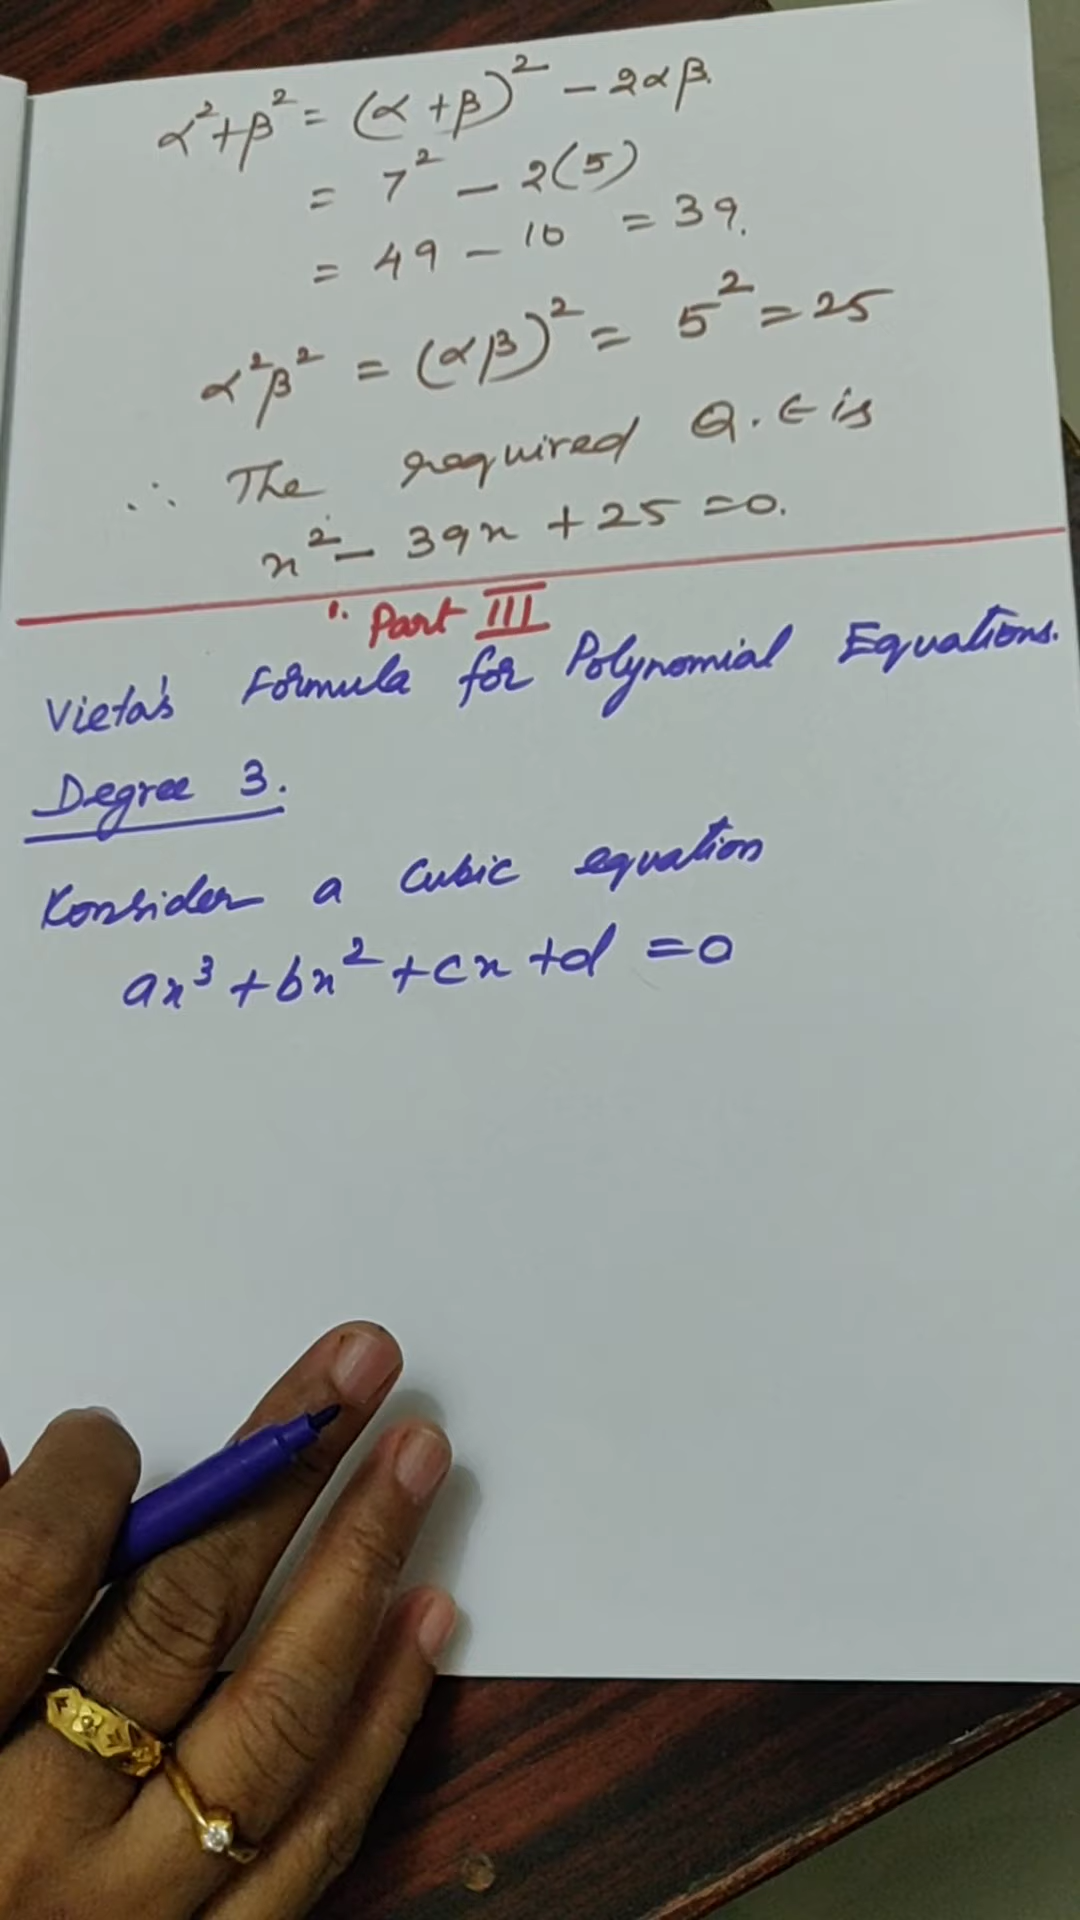 α²+β² = (α+β)² − 2αβ.
= 7² − 2(5)
= 49 − 10 = 39.
α²β² = (αβ)² = 5² = 25
∴ The required Q.E is
x² − 39x + 25 = 0.
Part III
Vieta's Formula for Polynomial Equations.
Degree 3.
Konsider a Cubic equation
ax³ + bx² + cx + d = 0